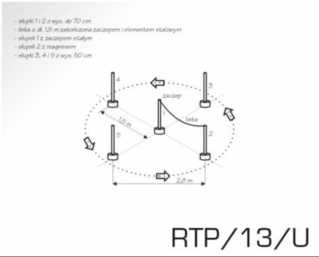 - słupki 1 i 2 o wys. do 70 cm
- linka o dł. 1,5 m zakończona zaczepem i elementem stalowym
- słupek 1 z zaczepem stałym
- słupek 2 z magnesem
- słupki 3, 4 i 5 o wys. 60 cm
4
3
zaczep
1,5 m
linka
1
5
2
2,8 m
RTP/13/U